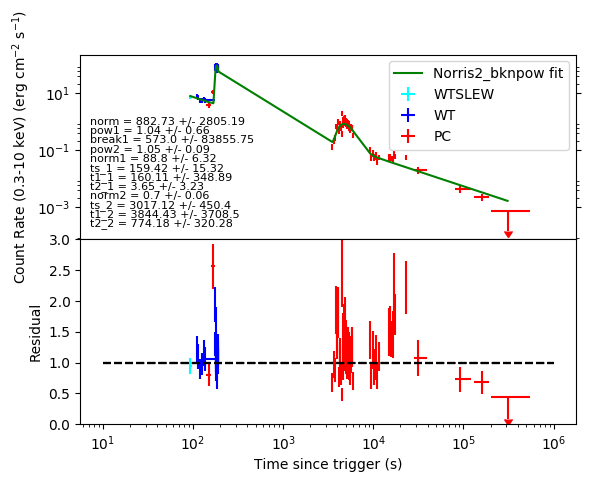 Count Rate (0.3-10 keV) (erg cm⁻² s⁻¹)
10¹
10⁻¹
10⁻³
Norris2_bknpow fit
WTSLEW
WT
PC
norm = 882.73 +/- 2805.19
pow1 = 1.04 +/- 0.66
break1 = 573.0 +/- 83855.75
pow2 = 1.05 +/- 0.09
norm1 = 88.8 +/- 6.32
ts_1 = 159.42 +/- 15.32
t1_1 = 160.11 +/- 348.89
t2_1 = 3.65 +/- 3.23
norm2 = 0.7 +/- 0.06
ts_2 = 3017.12 +/- 450.4
t1_2 = 3844.43 +/- 3708.5
t2_2 = 774.18 +/- 320.28
Residual
3.0
2.5
2.0
1.5
1.0
0.5
0.0
10¹ 10² 10³ 10⁴ 10⁵ 10⁶
Time since trigger (s)